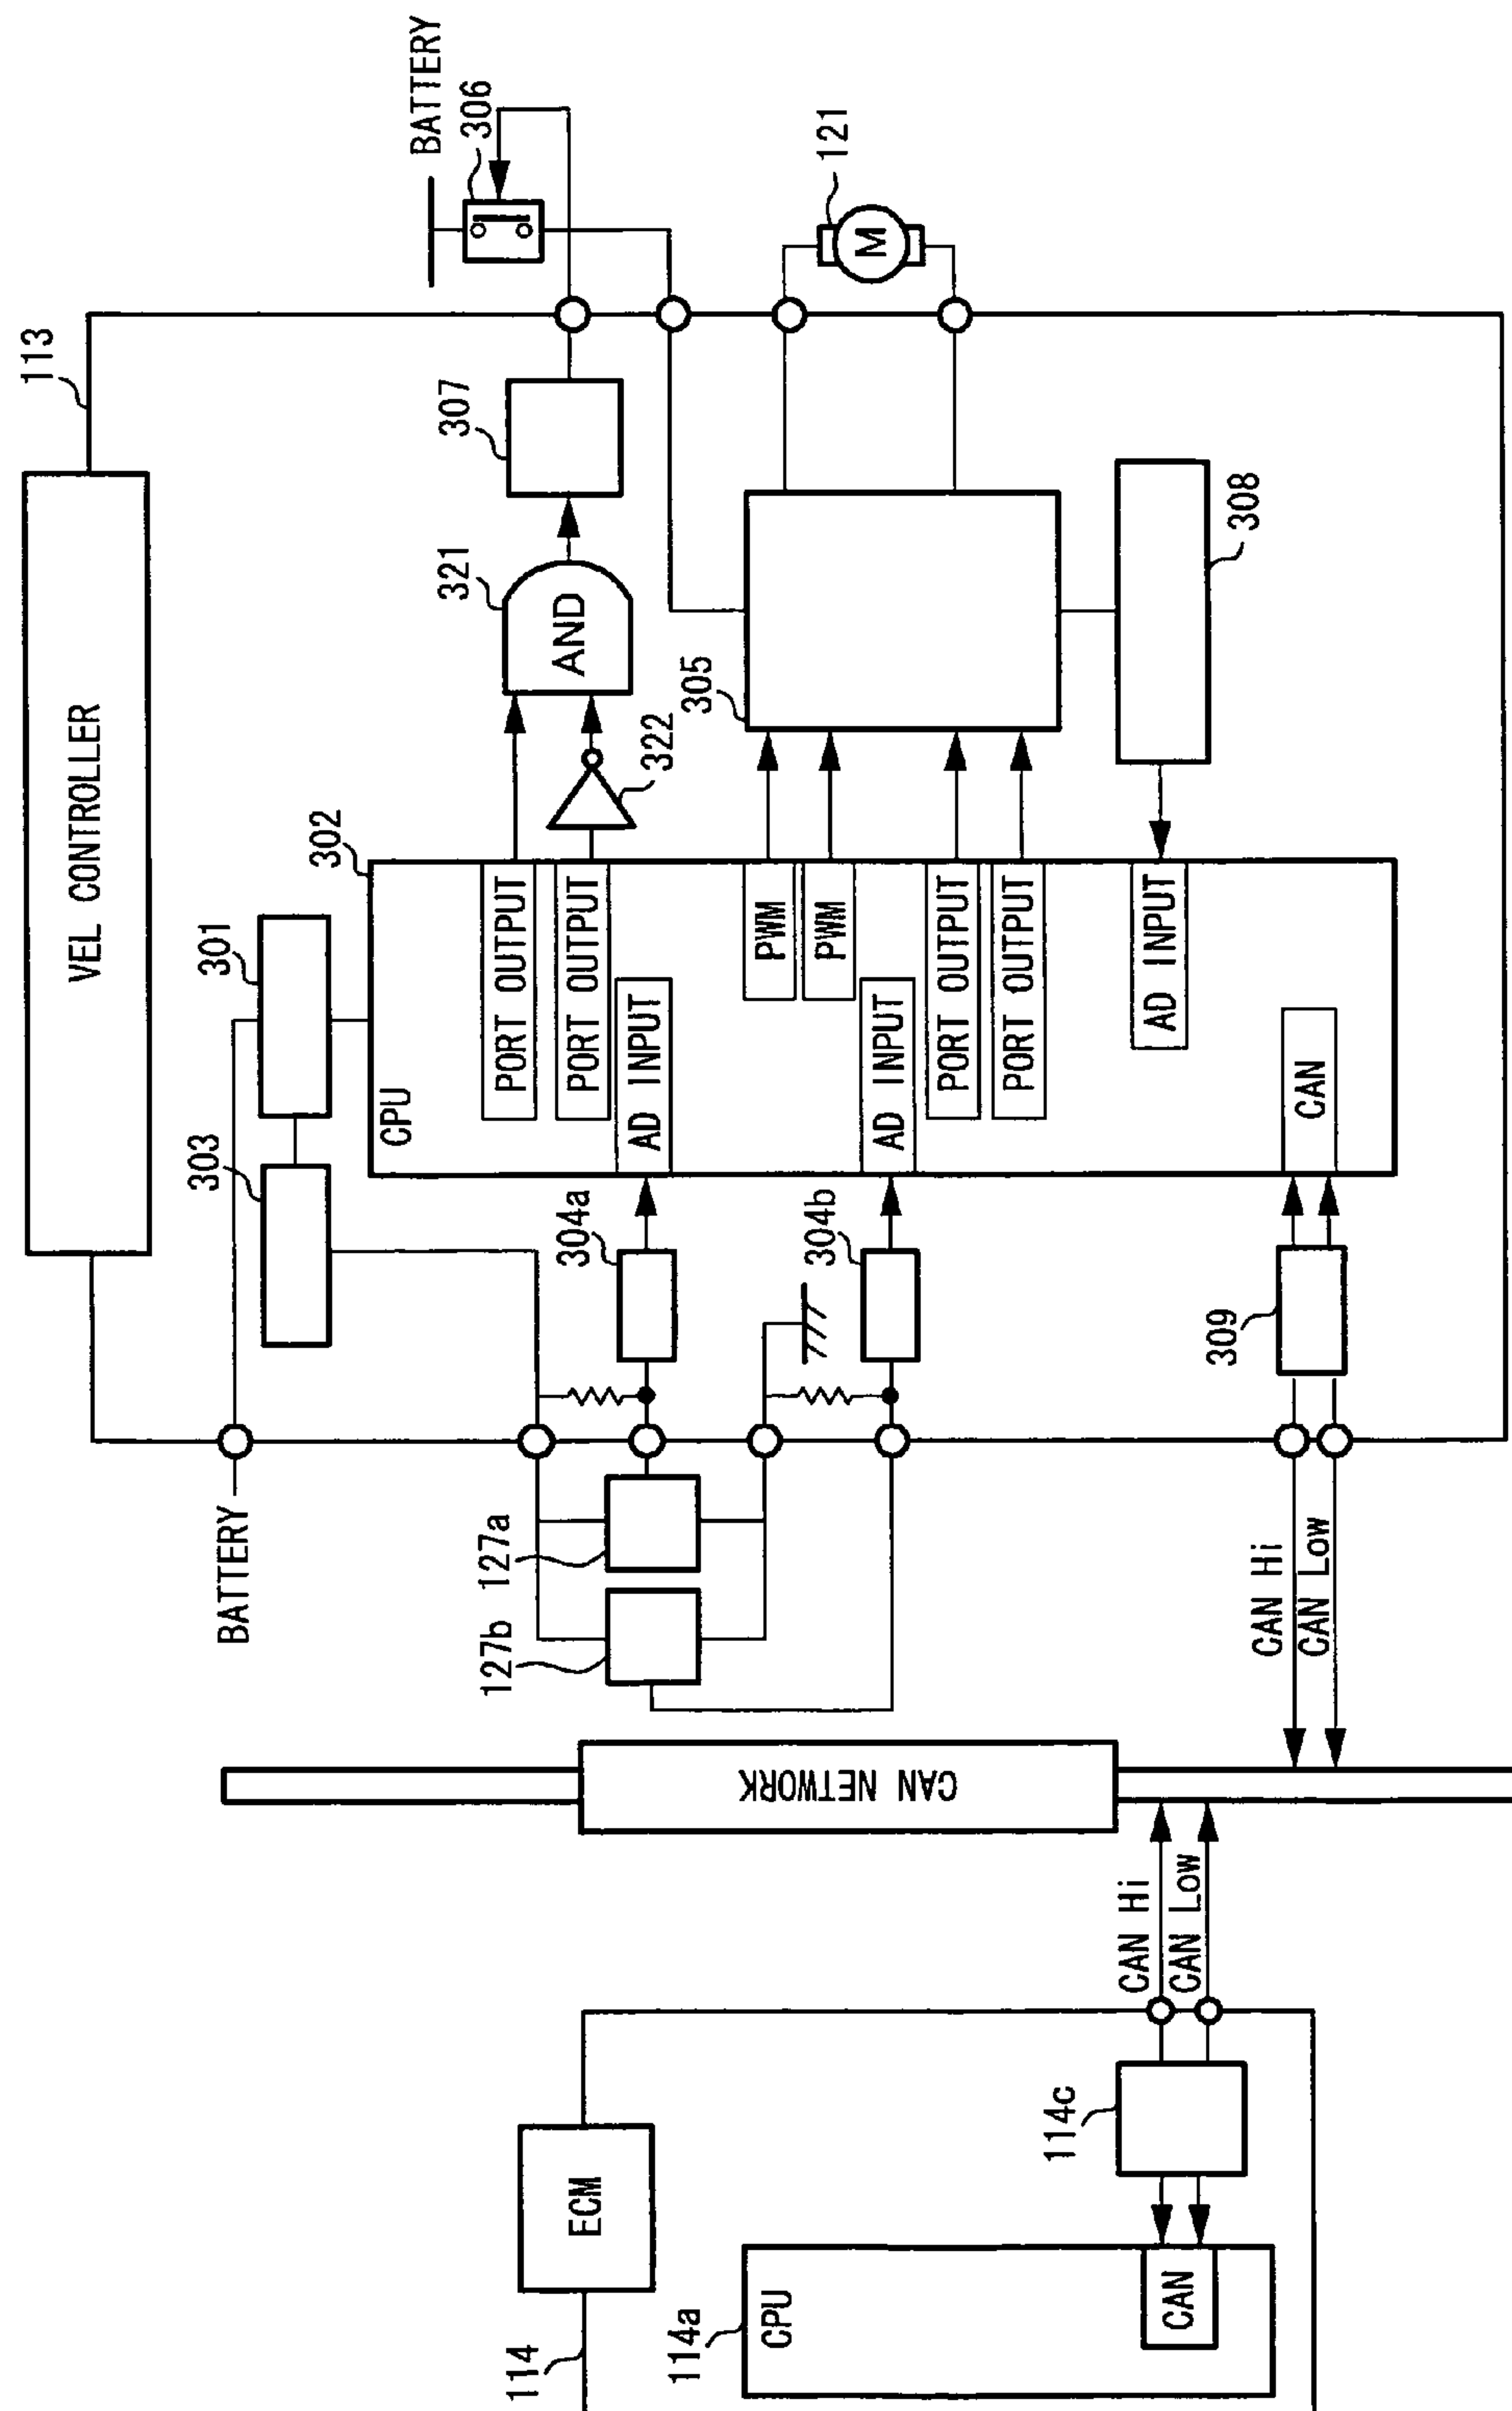 VEL CONTROLLER
113
BATTERY
306
301
303
302
CPU
321
AND
307
322
PORT OUTPUT
PORT OUTPUT
AD INPUT
304a
BATTERY
127a
127b
305
PWM
PWM
121
M
AD INPUT
304b
PORT OUTPUT
PORT OUTPUT
AD INPUT
308
CAN
309
CAN Hi
CAN Low
CAN NETWORK
CAN Hi
CAN Low
114
ECM
114a
CPU
CAN
114c